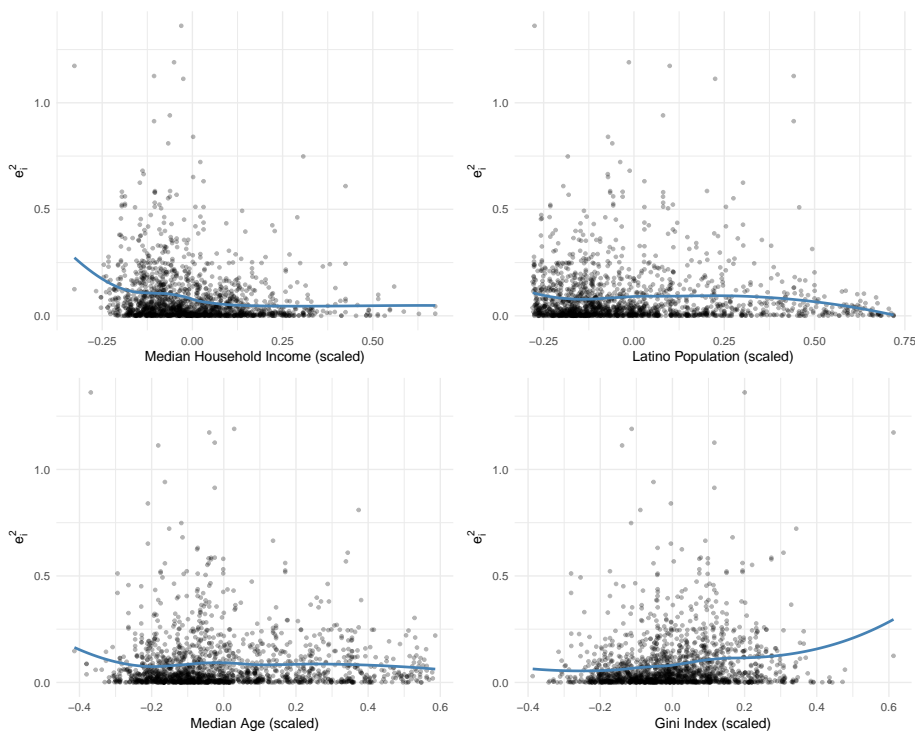 1.0
0.5
0.0
e_i^2
−0.25 0.00 0.25 0.50
Median Household Income (scaled)
1.0
0.5
0.0
e_i^2
−0.25 0.00 0.25 0.50 0.75
Latino Population (scaled)
1.0
0.5
0.0
e_i^2
−0.4 −0.2 0.0 0.2 0.4 0.6
Median Age (scaled)
1.0
0.5
0.0
e_i^2
−0.4 −0.2 0.0 0.2 0.4 0.6
Gini Index (scaled)